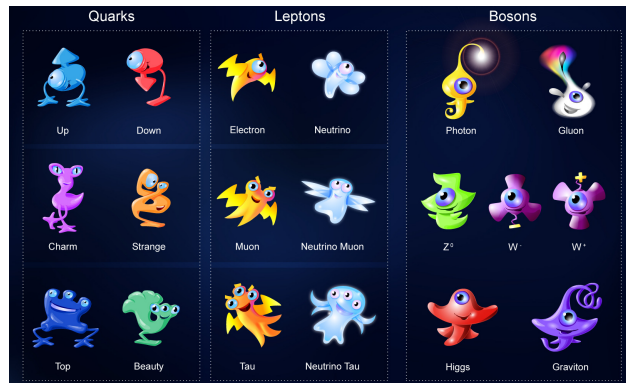 Quarks Leptons Bosons
Up Down Electron Neutrino Photon Gluon
Charm Strange Muon Neutrino Muon Z⁰ W⁻ W⁺
Top Beauty Tau Neutrino Tau Higgs Graviton